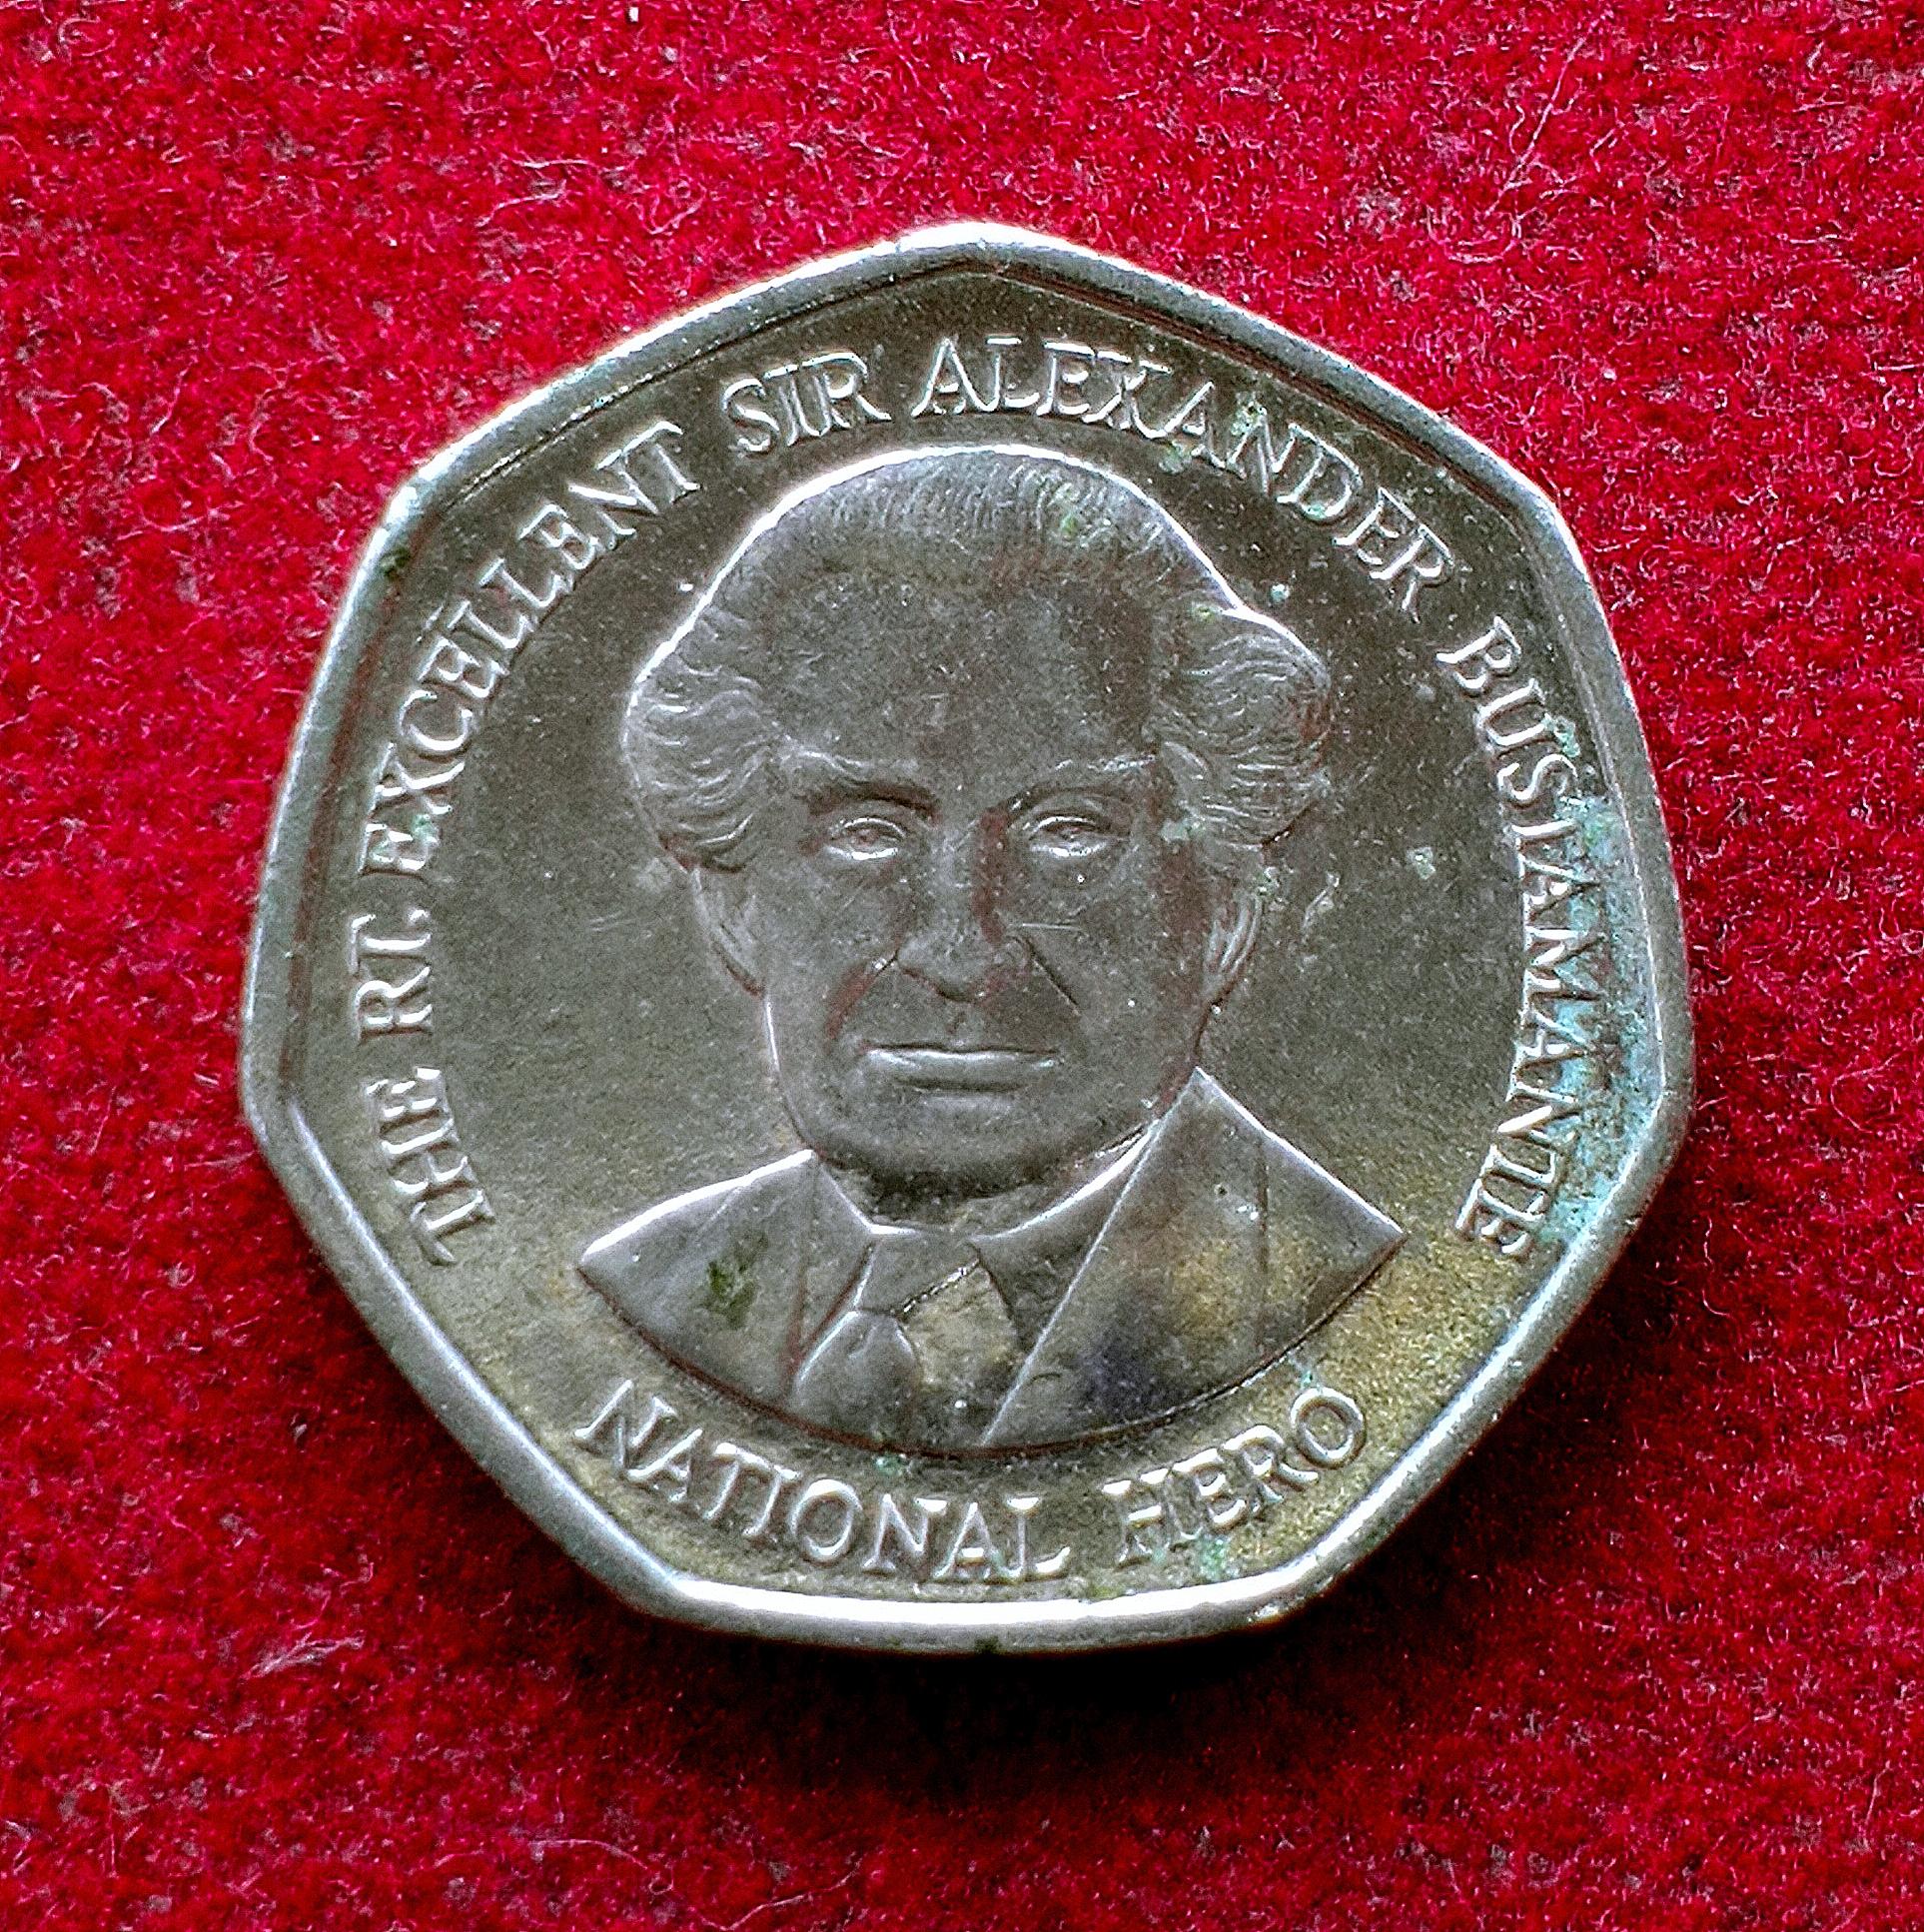 THE RT. EXCELLENT SIR ALEXANDER BUSTAMANTE
NATIONAL HERO